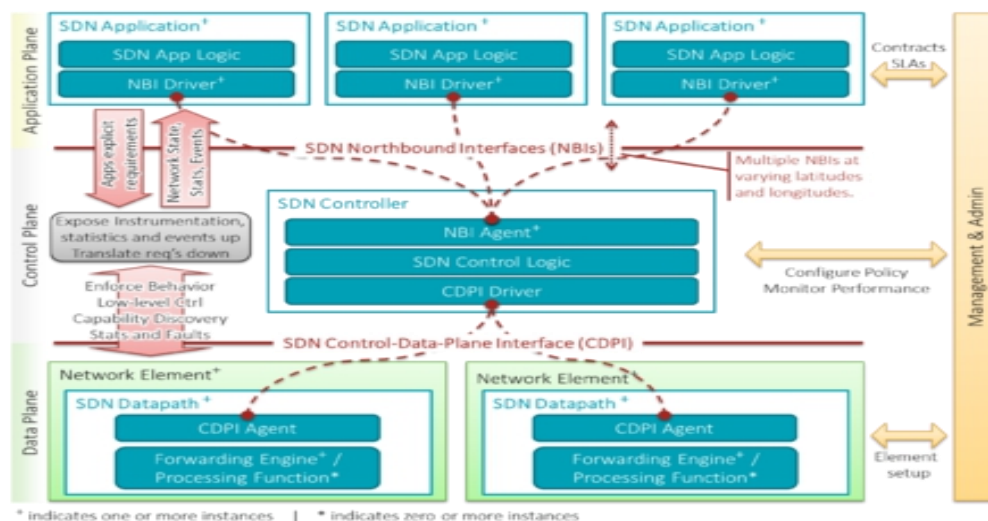 Application Plane
SDN Application⁺
SDN App Logic
NBI Driver⁺
SDN Application⁺
SDN App Logic
NBI Driver⁺
SDN Application⁺
SDN App Logic
NBI Driver⁺
Contracts
SLAs
Apps explicit
requirements
Network State,
Stats, Events
SDN Northbound Interfaces (NBIs)
Multiple NBIs at
varying latitudes
and longitudes.
Control Plane
Expose Instrumentation,
statistics and events up
Translate req's down
SDN Controller
NBI Agent⁺
SDN Control Logic
CDPI Driver
Configure Policy
Monitor Performance
Management & Admin
Enforce Behavior
Low-level Ctrl
Capability Discovery
Stats and Faults
SDN Control-Data-Plane Interface (CDPI)
Data Plane
Network Element⁺
SDN Datapath⁺
CDPI Agent
Forwarding Engine⁺ /
Processing Function*
Network Element⁺
SDN Datapath⁺
CDPI Agent
Forwarding Engine⁺ /
Processing Function*
Element
setup
⁺ indicates one or more instances | * indicates zero or more instances